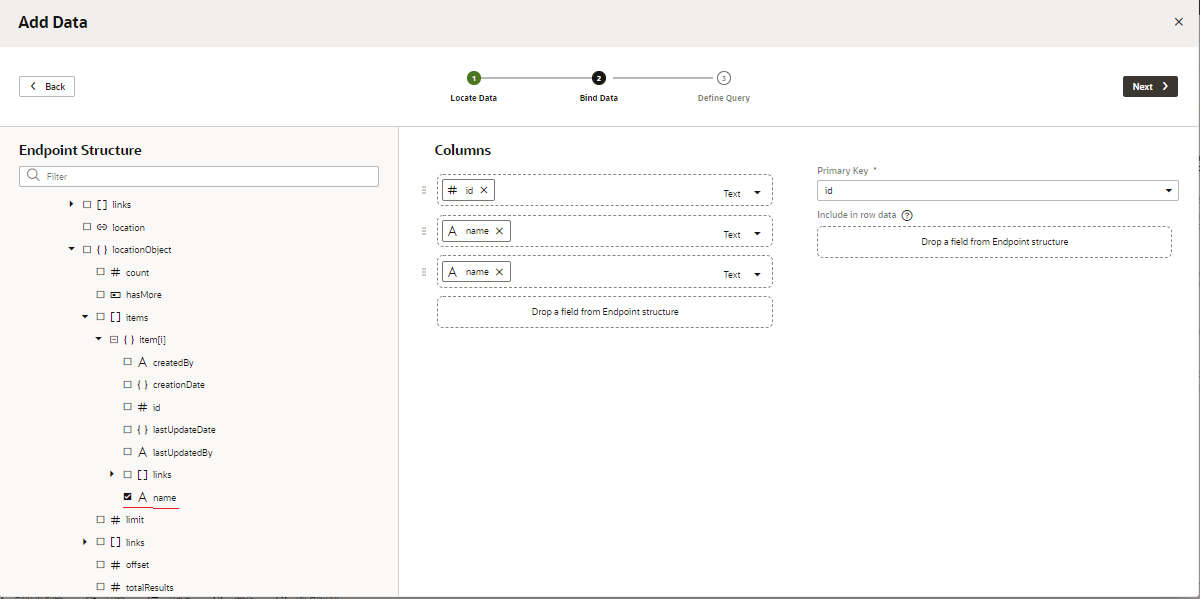 Add Data
Back
1
2
3
Locate Data
Bind Data
Define Query
Next
Endpoint Structure
Filter
[ ] links
location
{ } locationObject
# count
hasMore
[ ] items
{ } item[i]
A createdBy
{ } creationDate
# id
{ } lastUpdateDate
A lastUpdatedBy
[ ] links
A name
# limit
[ ] links
# offset
# totalResults
Columns
# id Text
A name Text
A name Text
Drop a field from Endpoint structure
Primary Key *
id
Include in row data ?
Drop a field from Endpoint structure